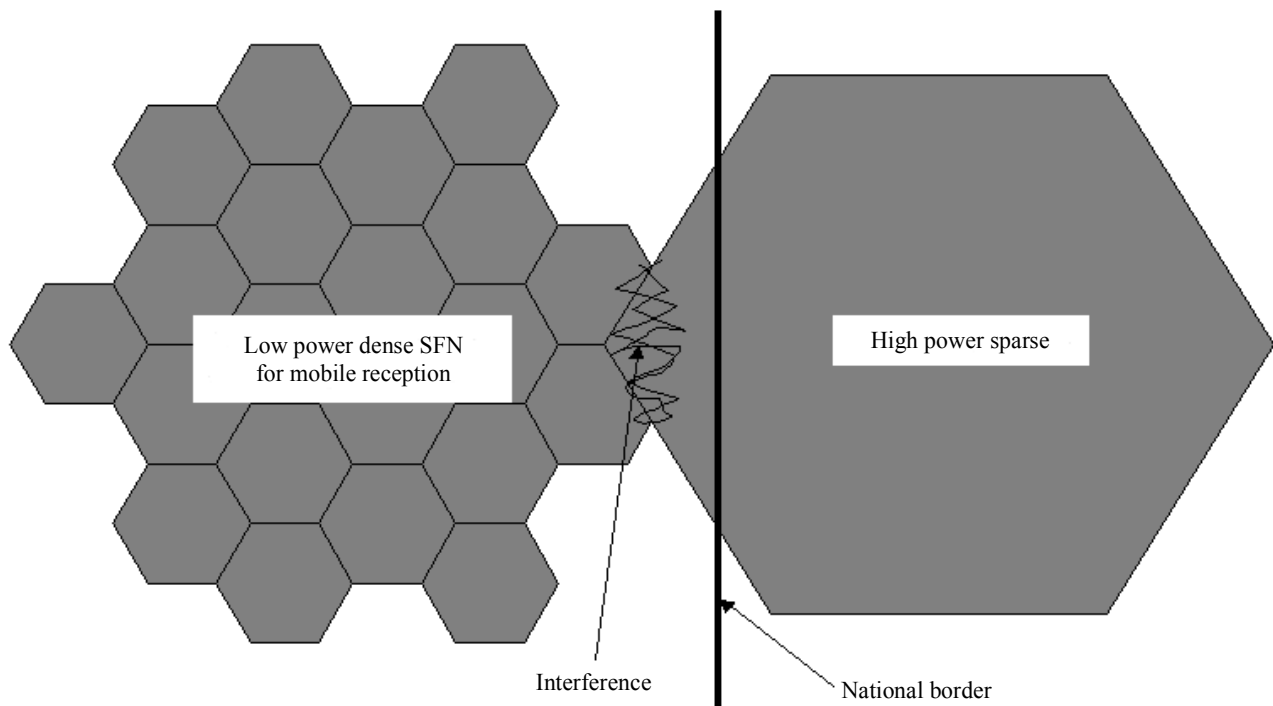 Low power dense SFN
for mobile reception
High power sparse
Interference
National border